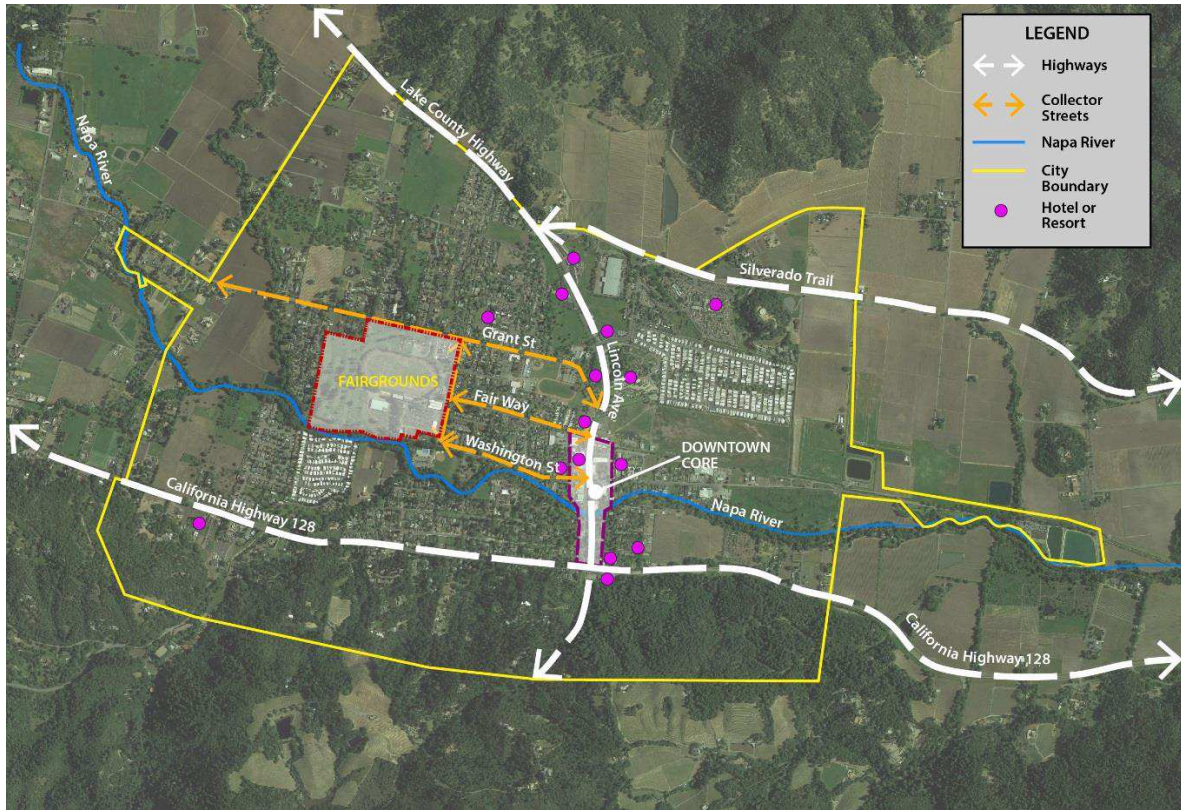 LEGEND
Highways
Collector
Streets
Napa River
City
Boundary
Hotel or
Resort
Napa River
Lake County Highway
Silverado Trail
Grant St
Lincoln Ave
FAIRGROUNDS
Fair Way
Washington St
DOWNTOWN
CORE
Napa River
California Highway 128
California Highway 128